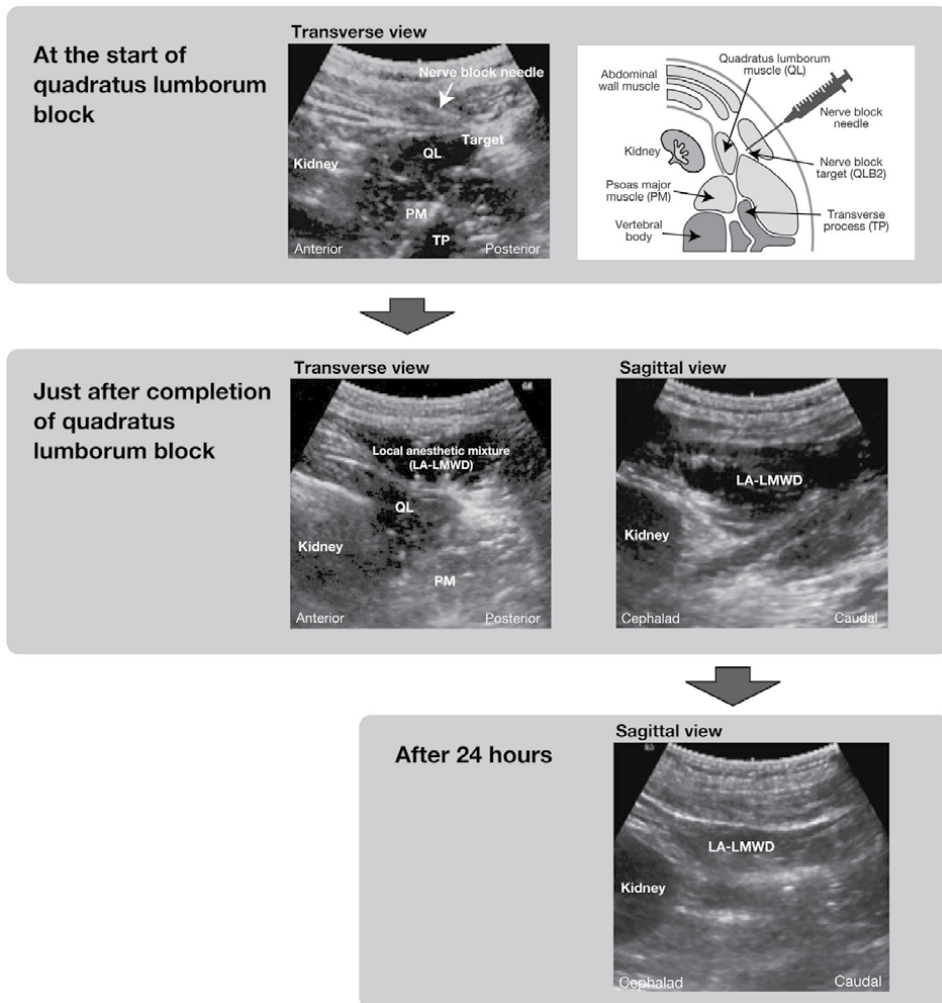 At the start of
quadratus lumborum
block
Transverse view
Nerve block needle
Target
QL
Kidney
PM
TP
Anterior
Posterior
Quadratus lumborum
muscle (QL)
Abdominal
wall muscle
Nerve block
needle
Kidney
Nerve block
target (QLB2)
Psoas major
muscle (PM)
Transverse
process (TP)
Vertebral
body
Just after completion
of quadratus
lumborum block
Transverse view
Local anesthetic mixture
(LA-LMWD)
QL
Kidney
PM
Anterior
Posterior
Sagittal view
LA-LMWD
Kidney
Cephalad
Caudal
After 24 hours
Sagittal view
LA-LMWD
Kidney
Cephalad
Caudal